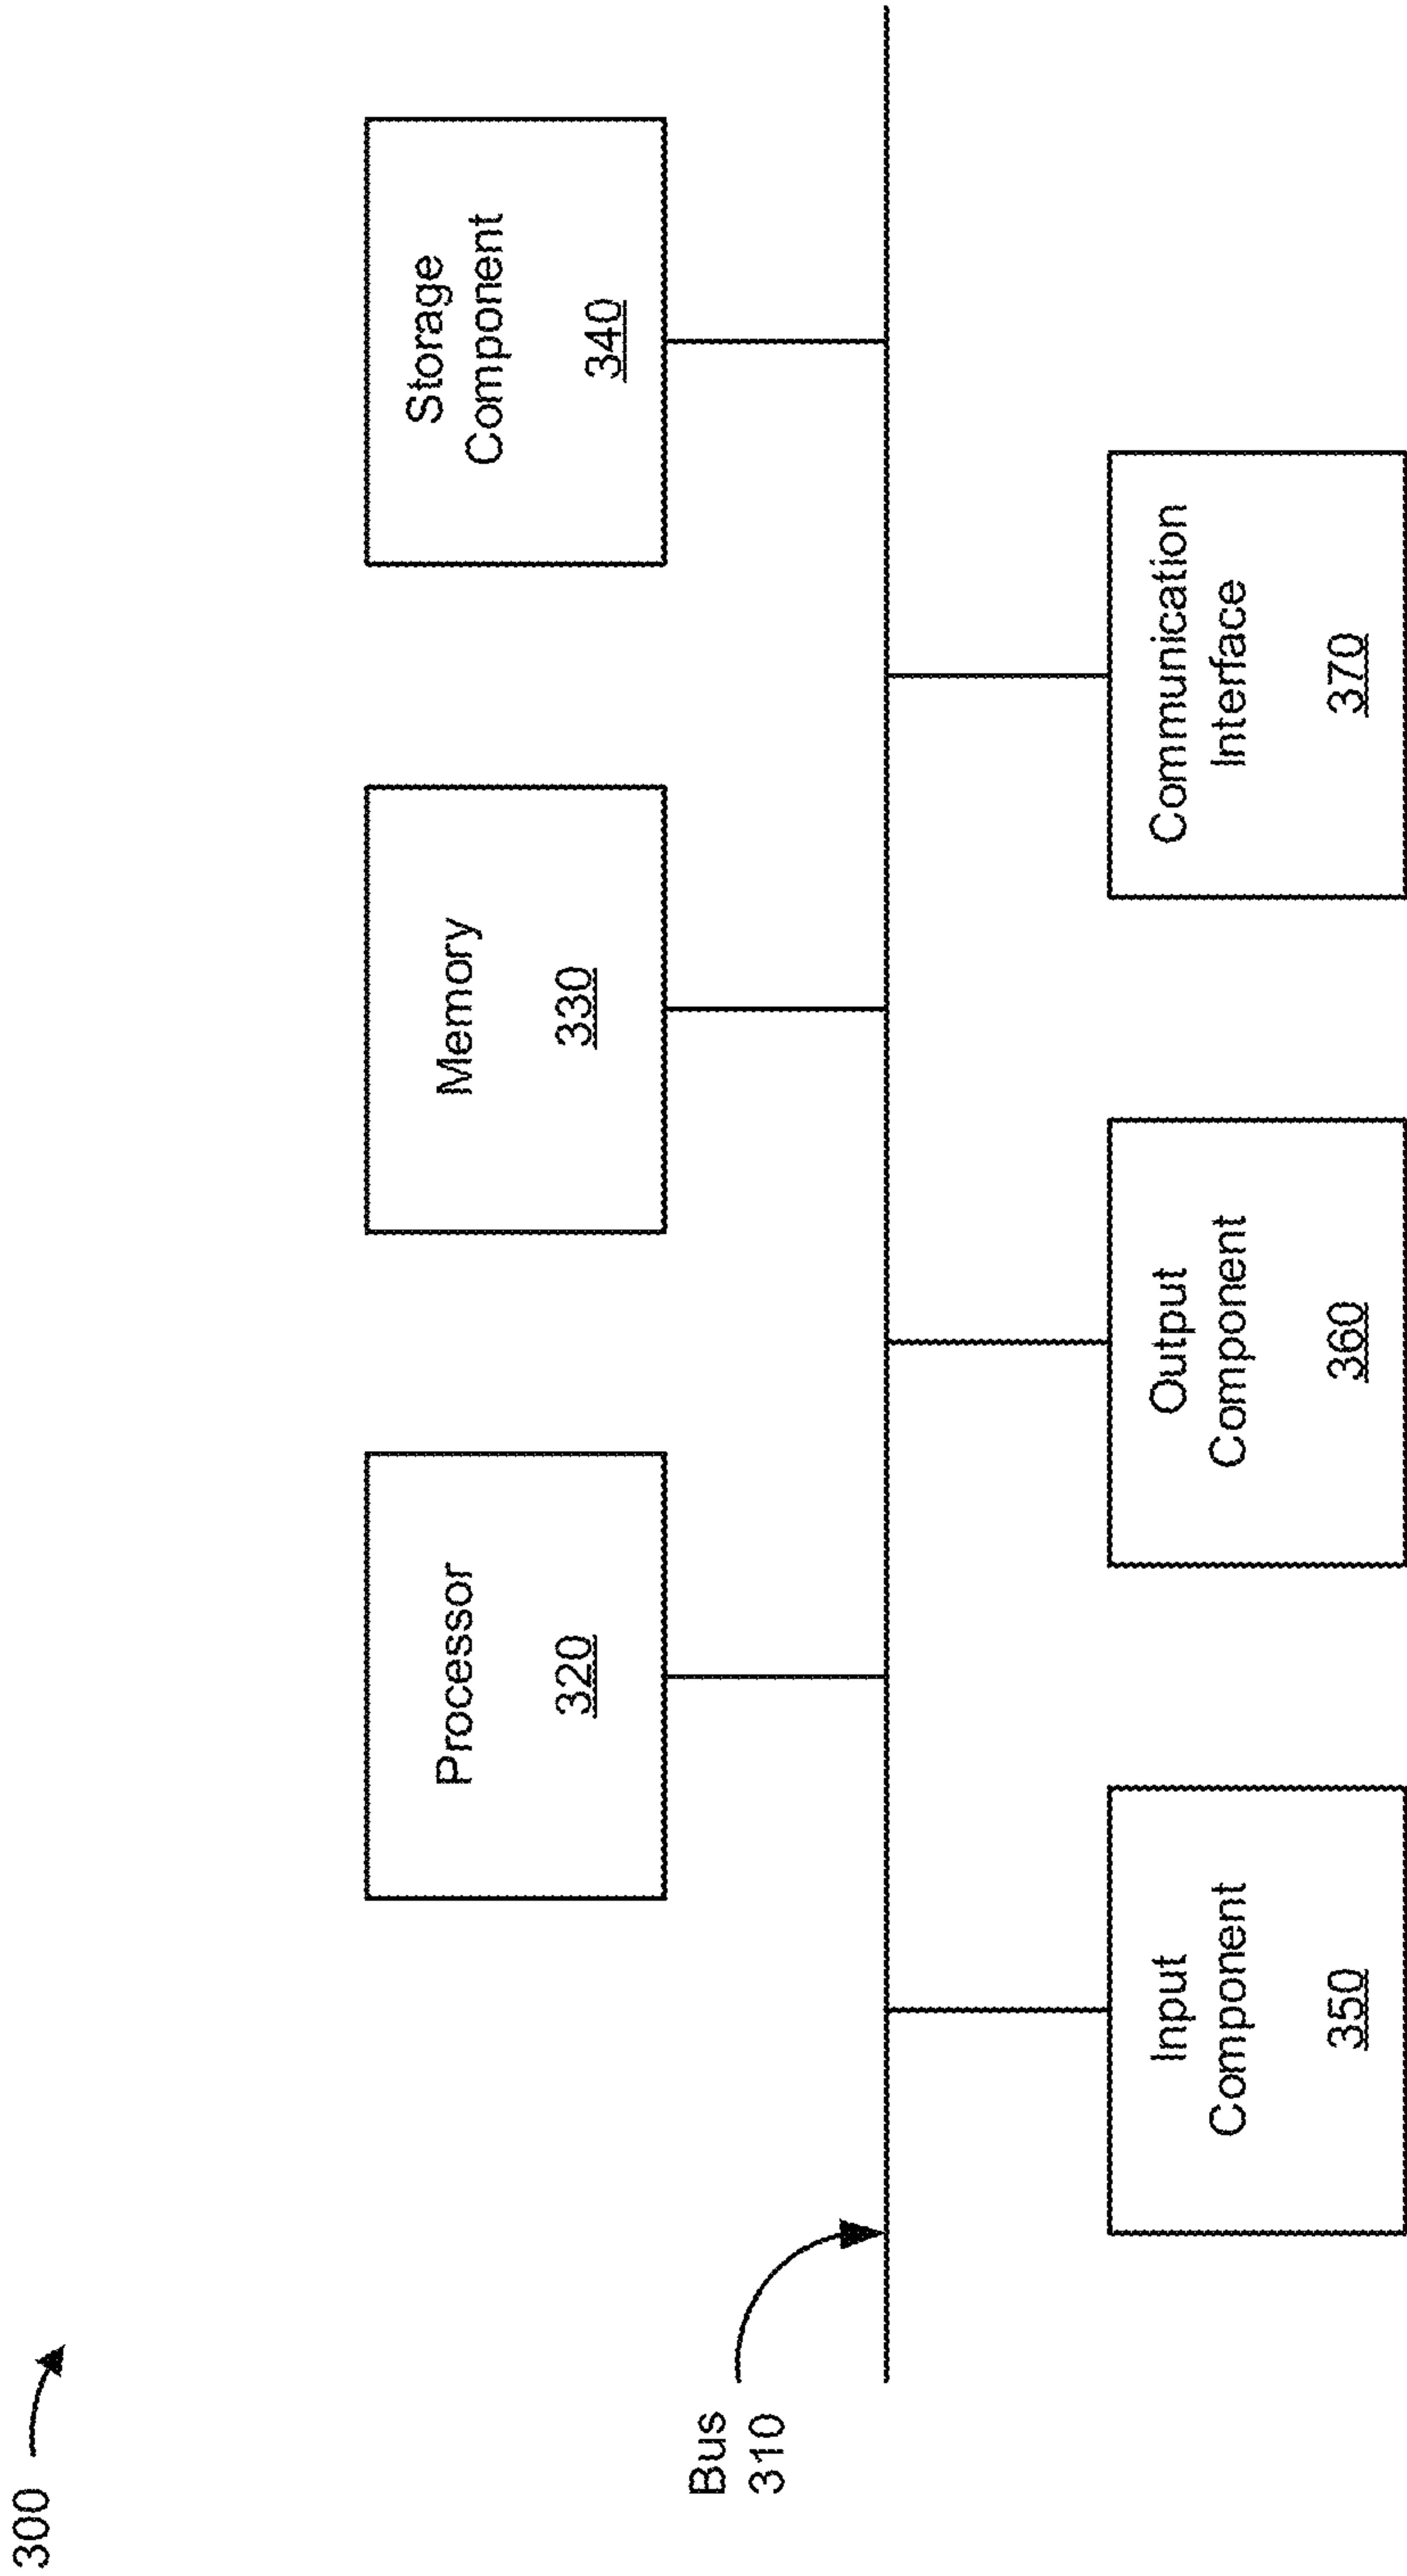 300
Processor
320
Memory
330
Storage
Component
340
Bus
310
Input
Component
350
Output
Component
360
Communication
Interface
370